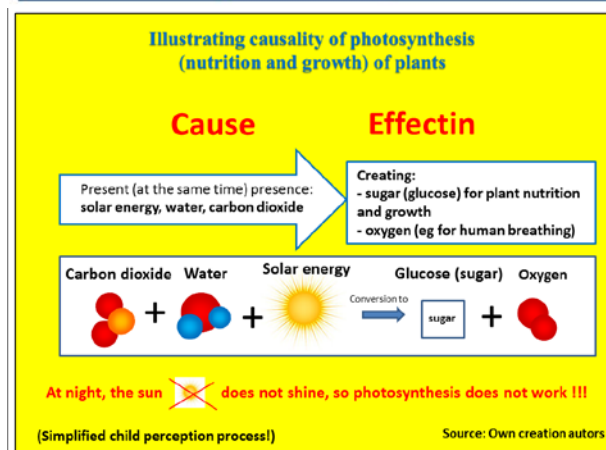 Illustrating causality of photosynthesis
(nutrition and growth) of plants
Cause
Effectin
Present (at the same time) presence:
solar energy, water, carbon dioxide
Creating:
- sugar (glucose) for plant nutrition
and growth
- oxygen (eg for human breathing)
Carbon dioxide
Water
Solar energy
Glucose (sugar)
Oxygen
+
+
Conversion to
sugar
+
At night, the sun does not shine, so photosynthesis does not work !!!
(Simplified child perception process!)
Source: Own creation autors